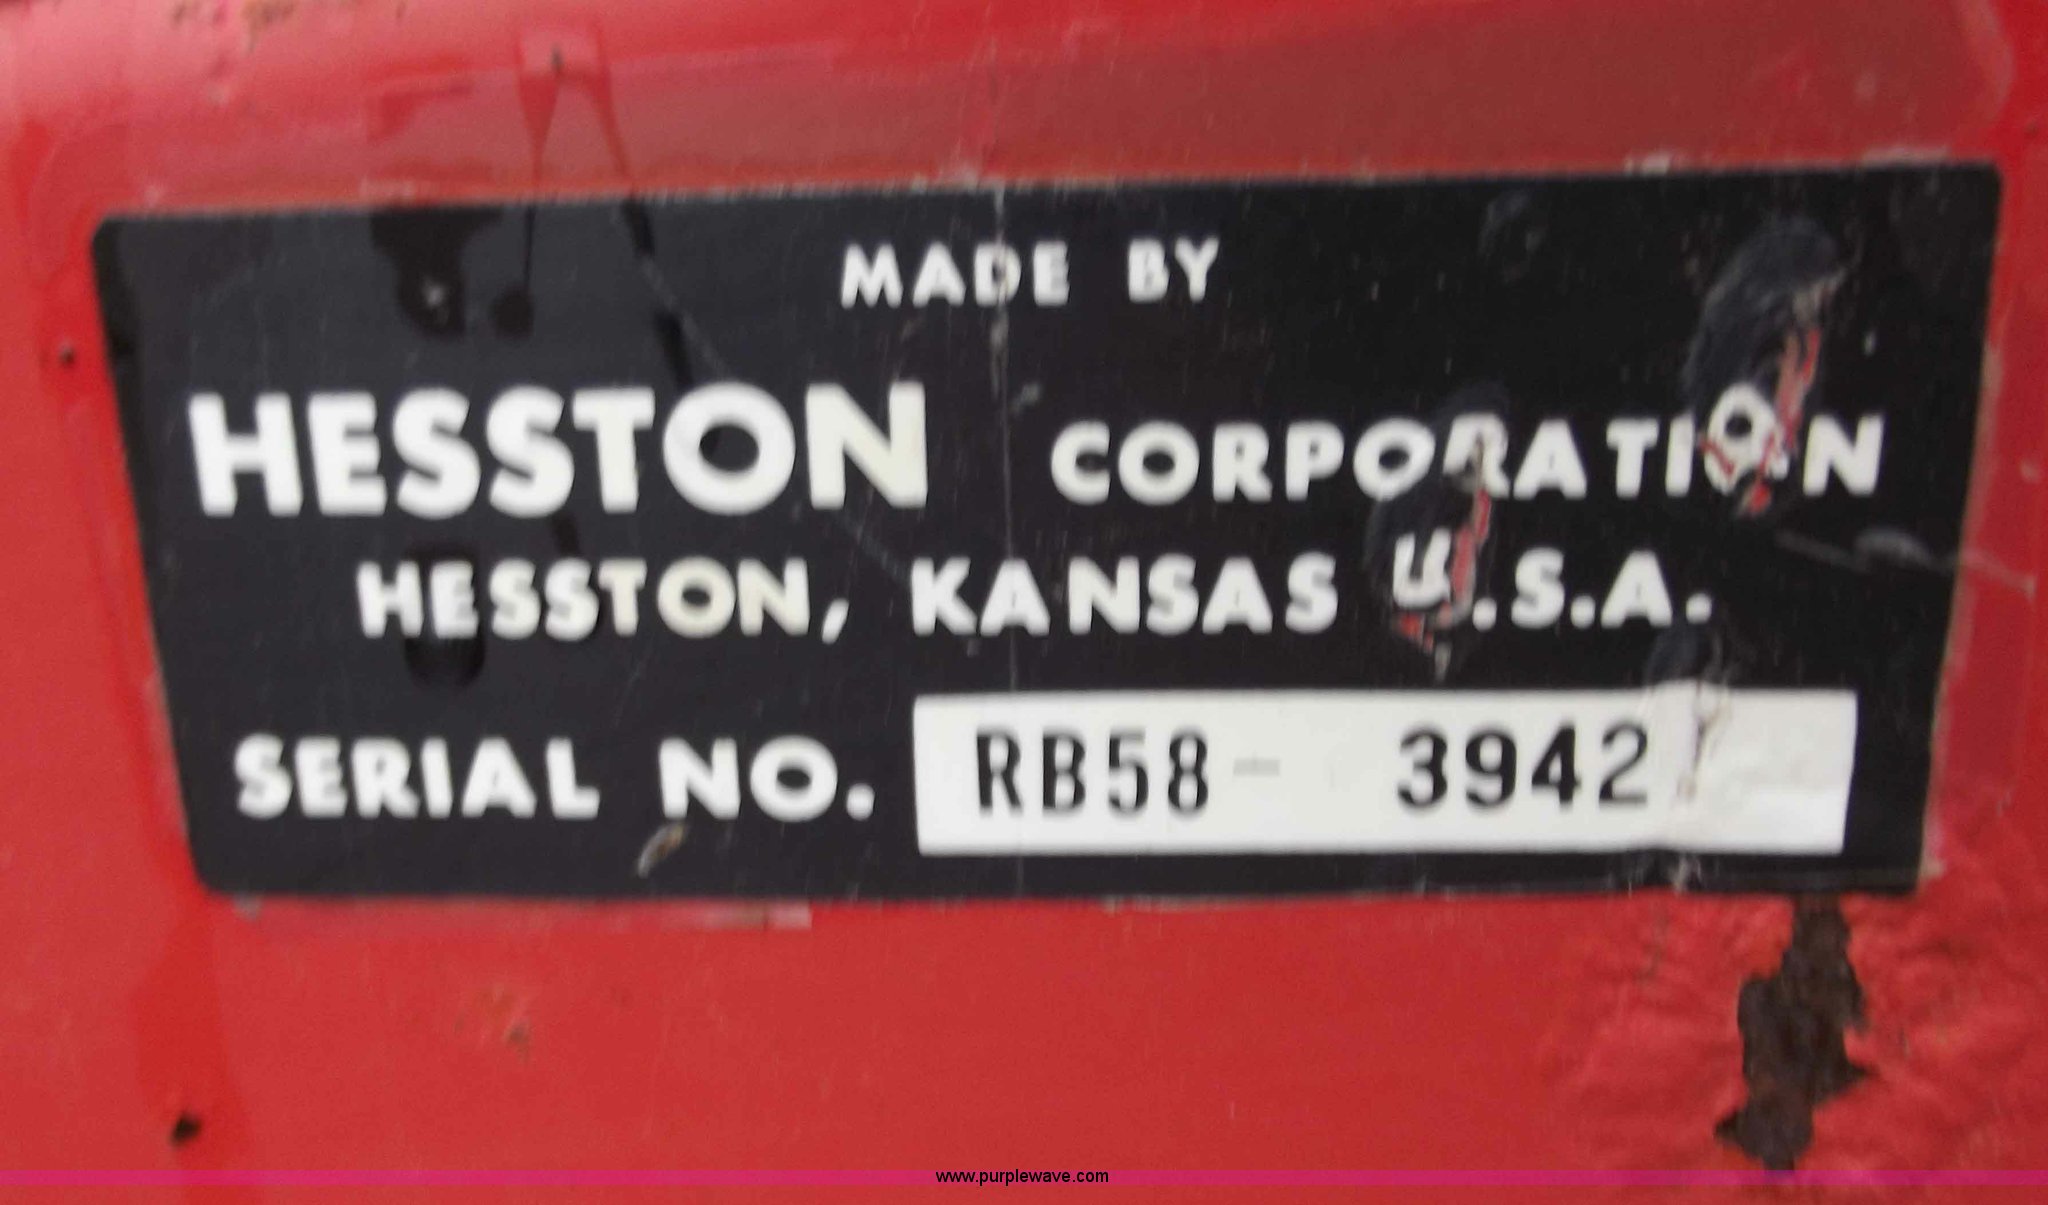 MADE BY
HESSTON CORPORATION
HESSTON, KANSAS U.S.A.
SERIAL NO. RB58- 3942
www.purplewave.com